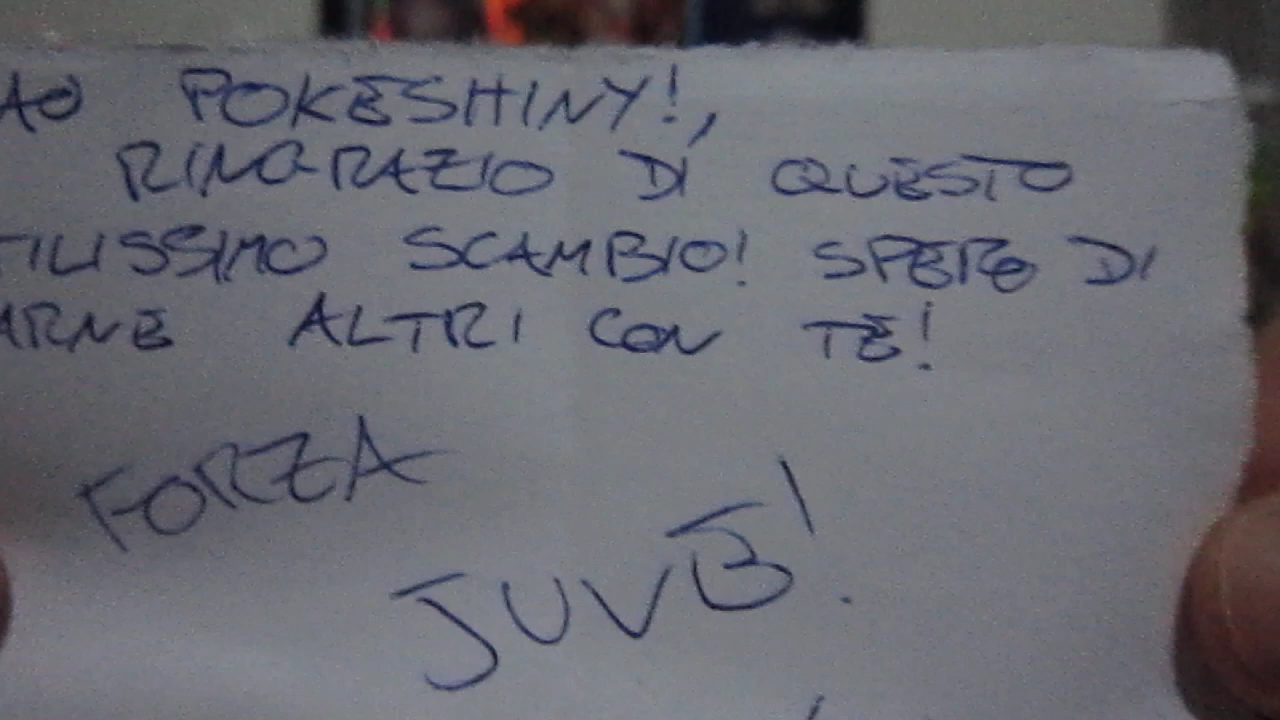 AO POKESHINY!,
RINGRAZIO DI QUESTO
TILISSIMO SCAMBIO! SPERO DI
ARNE ALTRI CON TE!
FORZA
JUVE!